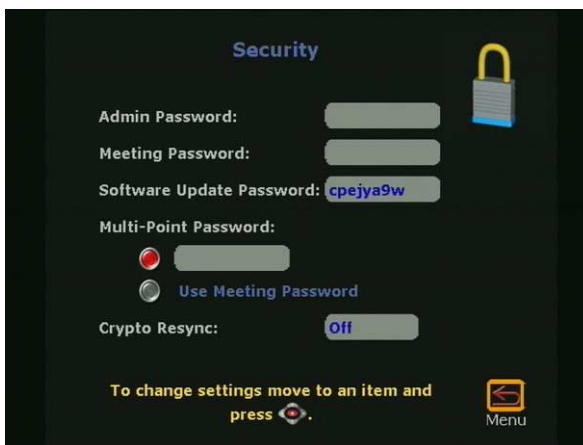 Security
Admin Password:
Meeting Password:
Software Update Password: cpejya9w
Multi-Point Password:
Use Meeting Password
Crypto Resync: Off
To change settings move to an item and
press .
Menu